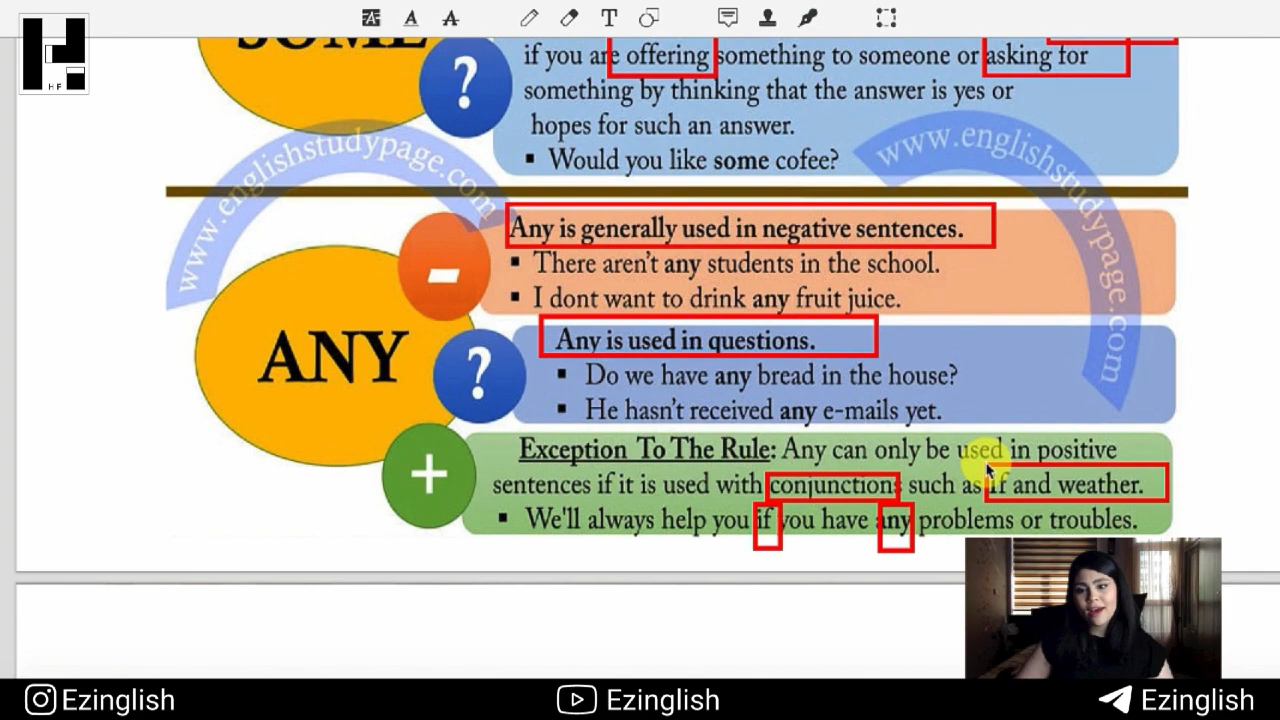 HF
SOME
?
if you are offering something to someone or asking for
something by thinking that the answer is yes or
hopes for such an answer.
▪ Would you like some cofee?
www.englishstudypage.com
www.englishstudypage.com
ANY
-
Any is generally used in negative sentences.
▪ There aren't any students in the school.
▪ I dont want to drink any fruit juice.
?
Any is used in questions.
▪ Do we have any bread in the house?
▪ He hasn't received any e-mails yet.
+
Exception To The Rule: Any can only be used in positive
sentences if it is used with conjunctions such as If and weather.
▪ We'll always help you if you have any problems or troubles.
Ezinglish
Ezinglish
Ezinglish